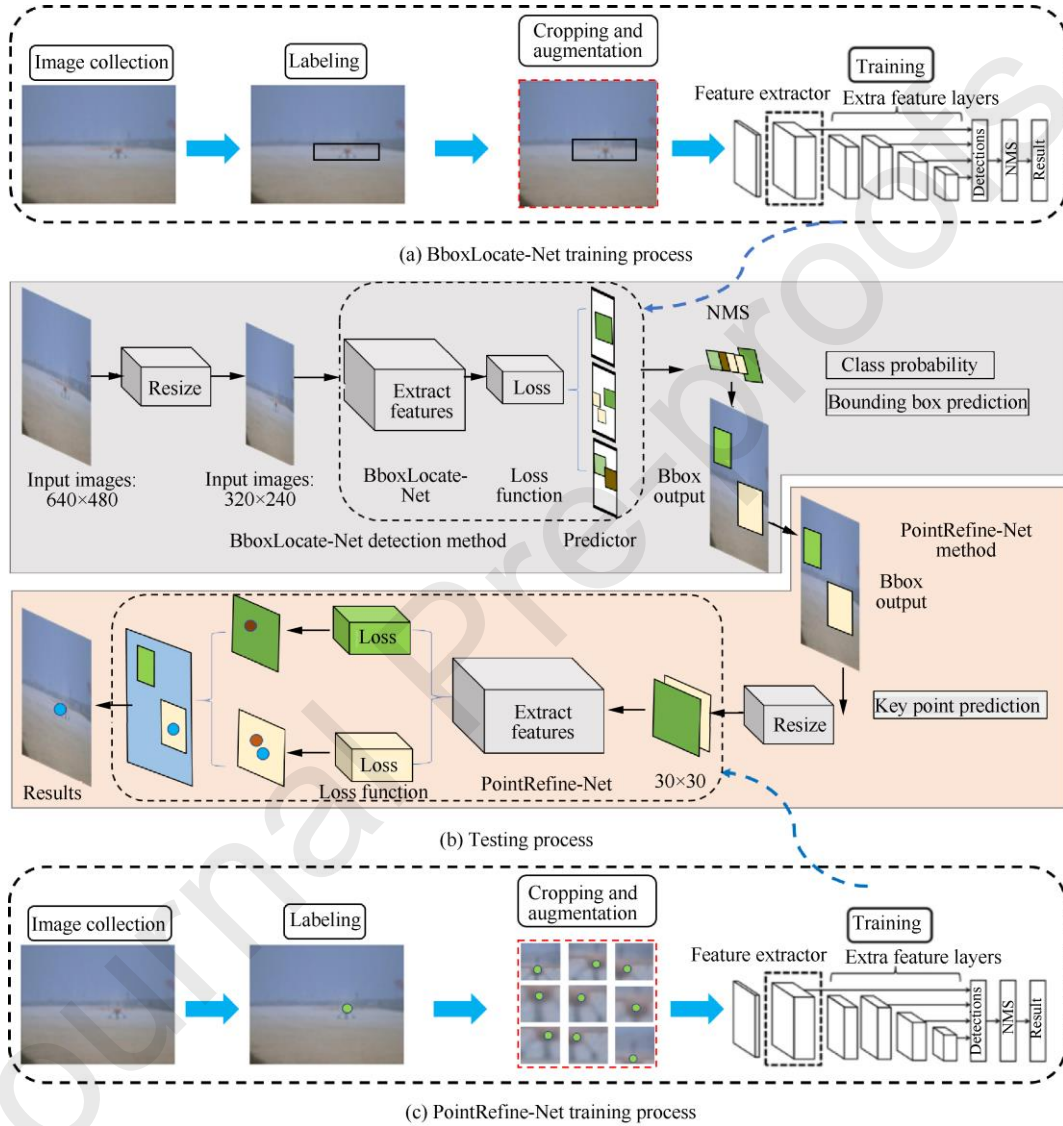 Image collection
Labeling
Cropping and
augmentation
Training
Feature extractor
Extra feature layers
Detections
NMS
Result
(a) BboxLocate-Net training process
Resize
Extract
features
Loss
NMS
Class probability
Bounding box prediction
Input images:
640×480
Input images:
320×240
BboxLocate-
Net
Loss
function
Bbox
output
BboxLocate-Net detection method
Predictor
PointRefine-Net
method
Bbox
output
Loss
Extract
features
Resize
Key point prediction
Loss
Results
Loss function
PointRefine-Net
30×30
(b) Testing process
Image collection
Labeling
Cropping and
augmentation
Training
Feature extractor
Extra feature layers
Detections
NMS
Result
(c) PointRefine-Net training process
Journal Pre-proofs